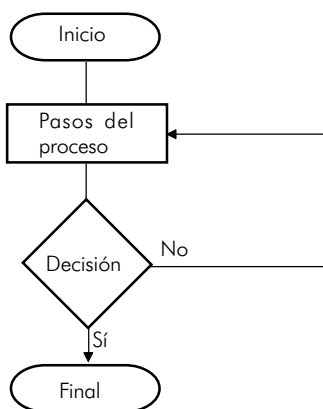 Inicio
Pasos del
proceso
Decisión
No
Sí
Final